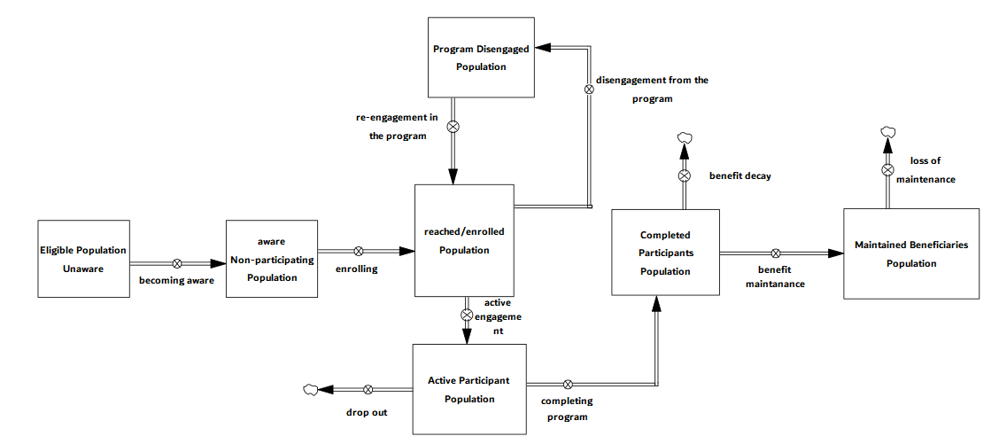 Program Disengaged
Population
disengagement from the
program
re-engagement in
the program
loss of
maintenance
benefit decay
reached/enrolled
Population
aware
Non-participating
Population
Eligible Population
Unaware
becoming aware
enrolling
Completed
Participants
Population
Maintained Beneficiaries
Population
benefit
maintanance
active
engageme
nt
Active Participant
Population
drop out
completing
program